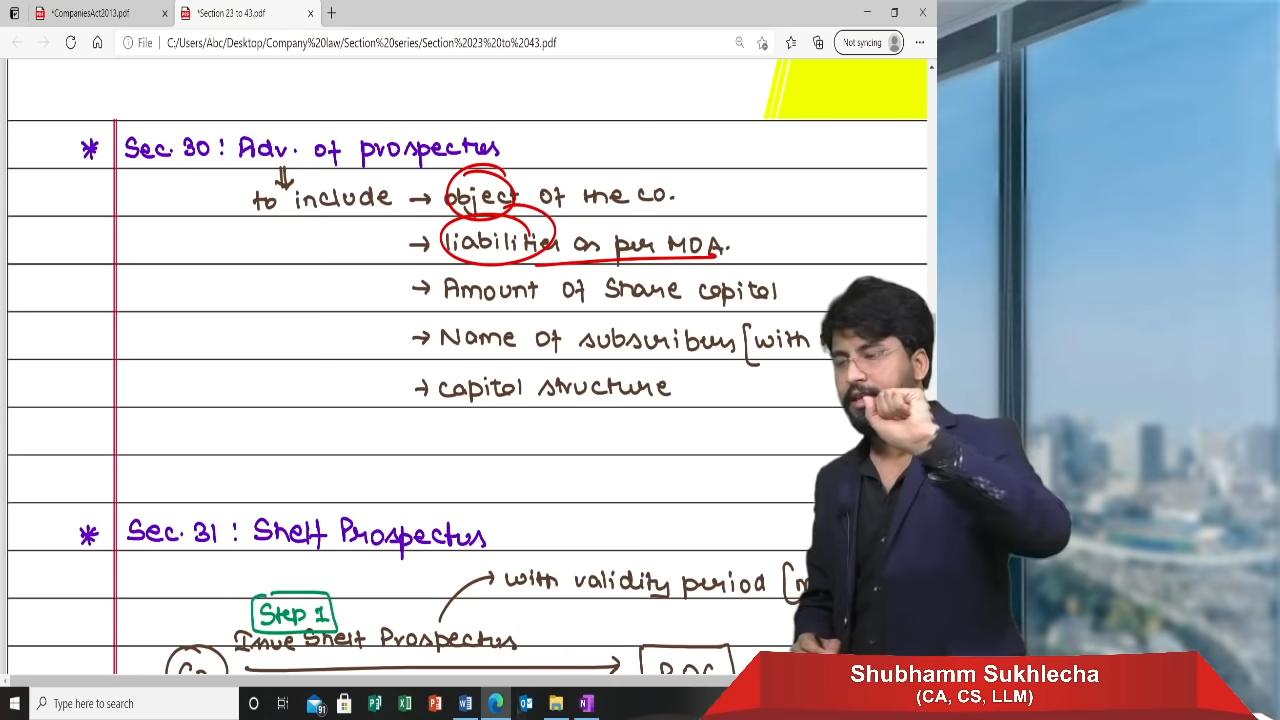 *CompaniesAct2013.pdf
*Section 23 to 43.pdf
File
C:/Users/Abc/Desktop/Company%20law/Section%20series/Section%2023%20to%2043.pdf
Not syncing
* Sec. 30 : Adv. of prospectus
to include → object of the co.
→ liabilities as per MOA.
→ Amount of share capital
→ Name of subscribers [with
→ capital structure
* Sec. 31 : Shelf Prospectus
→ with validity period [
Step 1
Issue Shelf Prospectus
Co
ROC
Shubhamm Sukhlecha
(CA, CS, LLM)
Type here to search
91